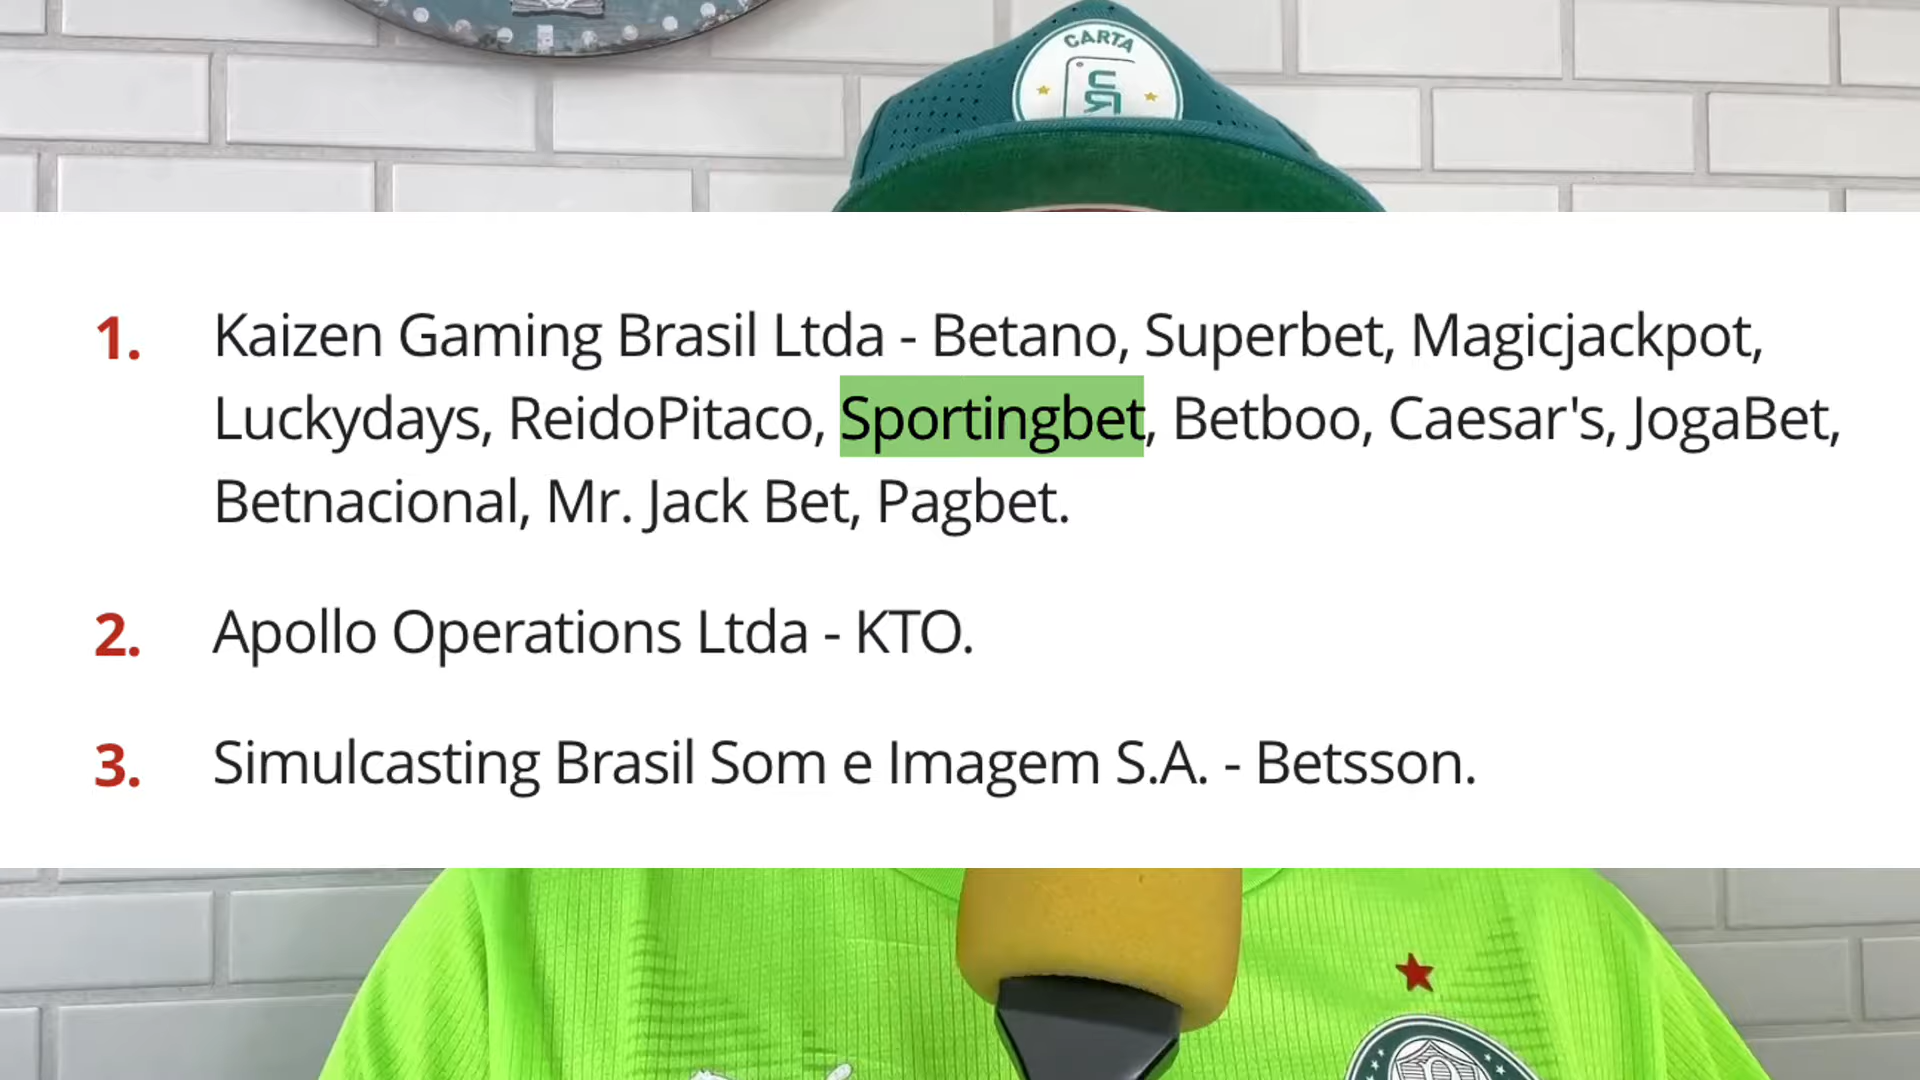 CARTA
1. Kaizen Gaming Brasil Ltda - Betano, Superbet, Magicjackpot,
Luckydays, ReidoPitaco, Sportingbet, Betboo, Caesar's, JogaBet,
Betnacional, Mr. Jack Bet, Pagbet.
2. Apollo Operations Ltda - KTO.
3. Simulcasting Brasil Som e Imagem S.A. - Betsson.